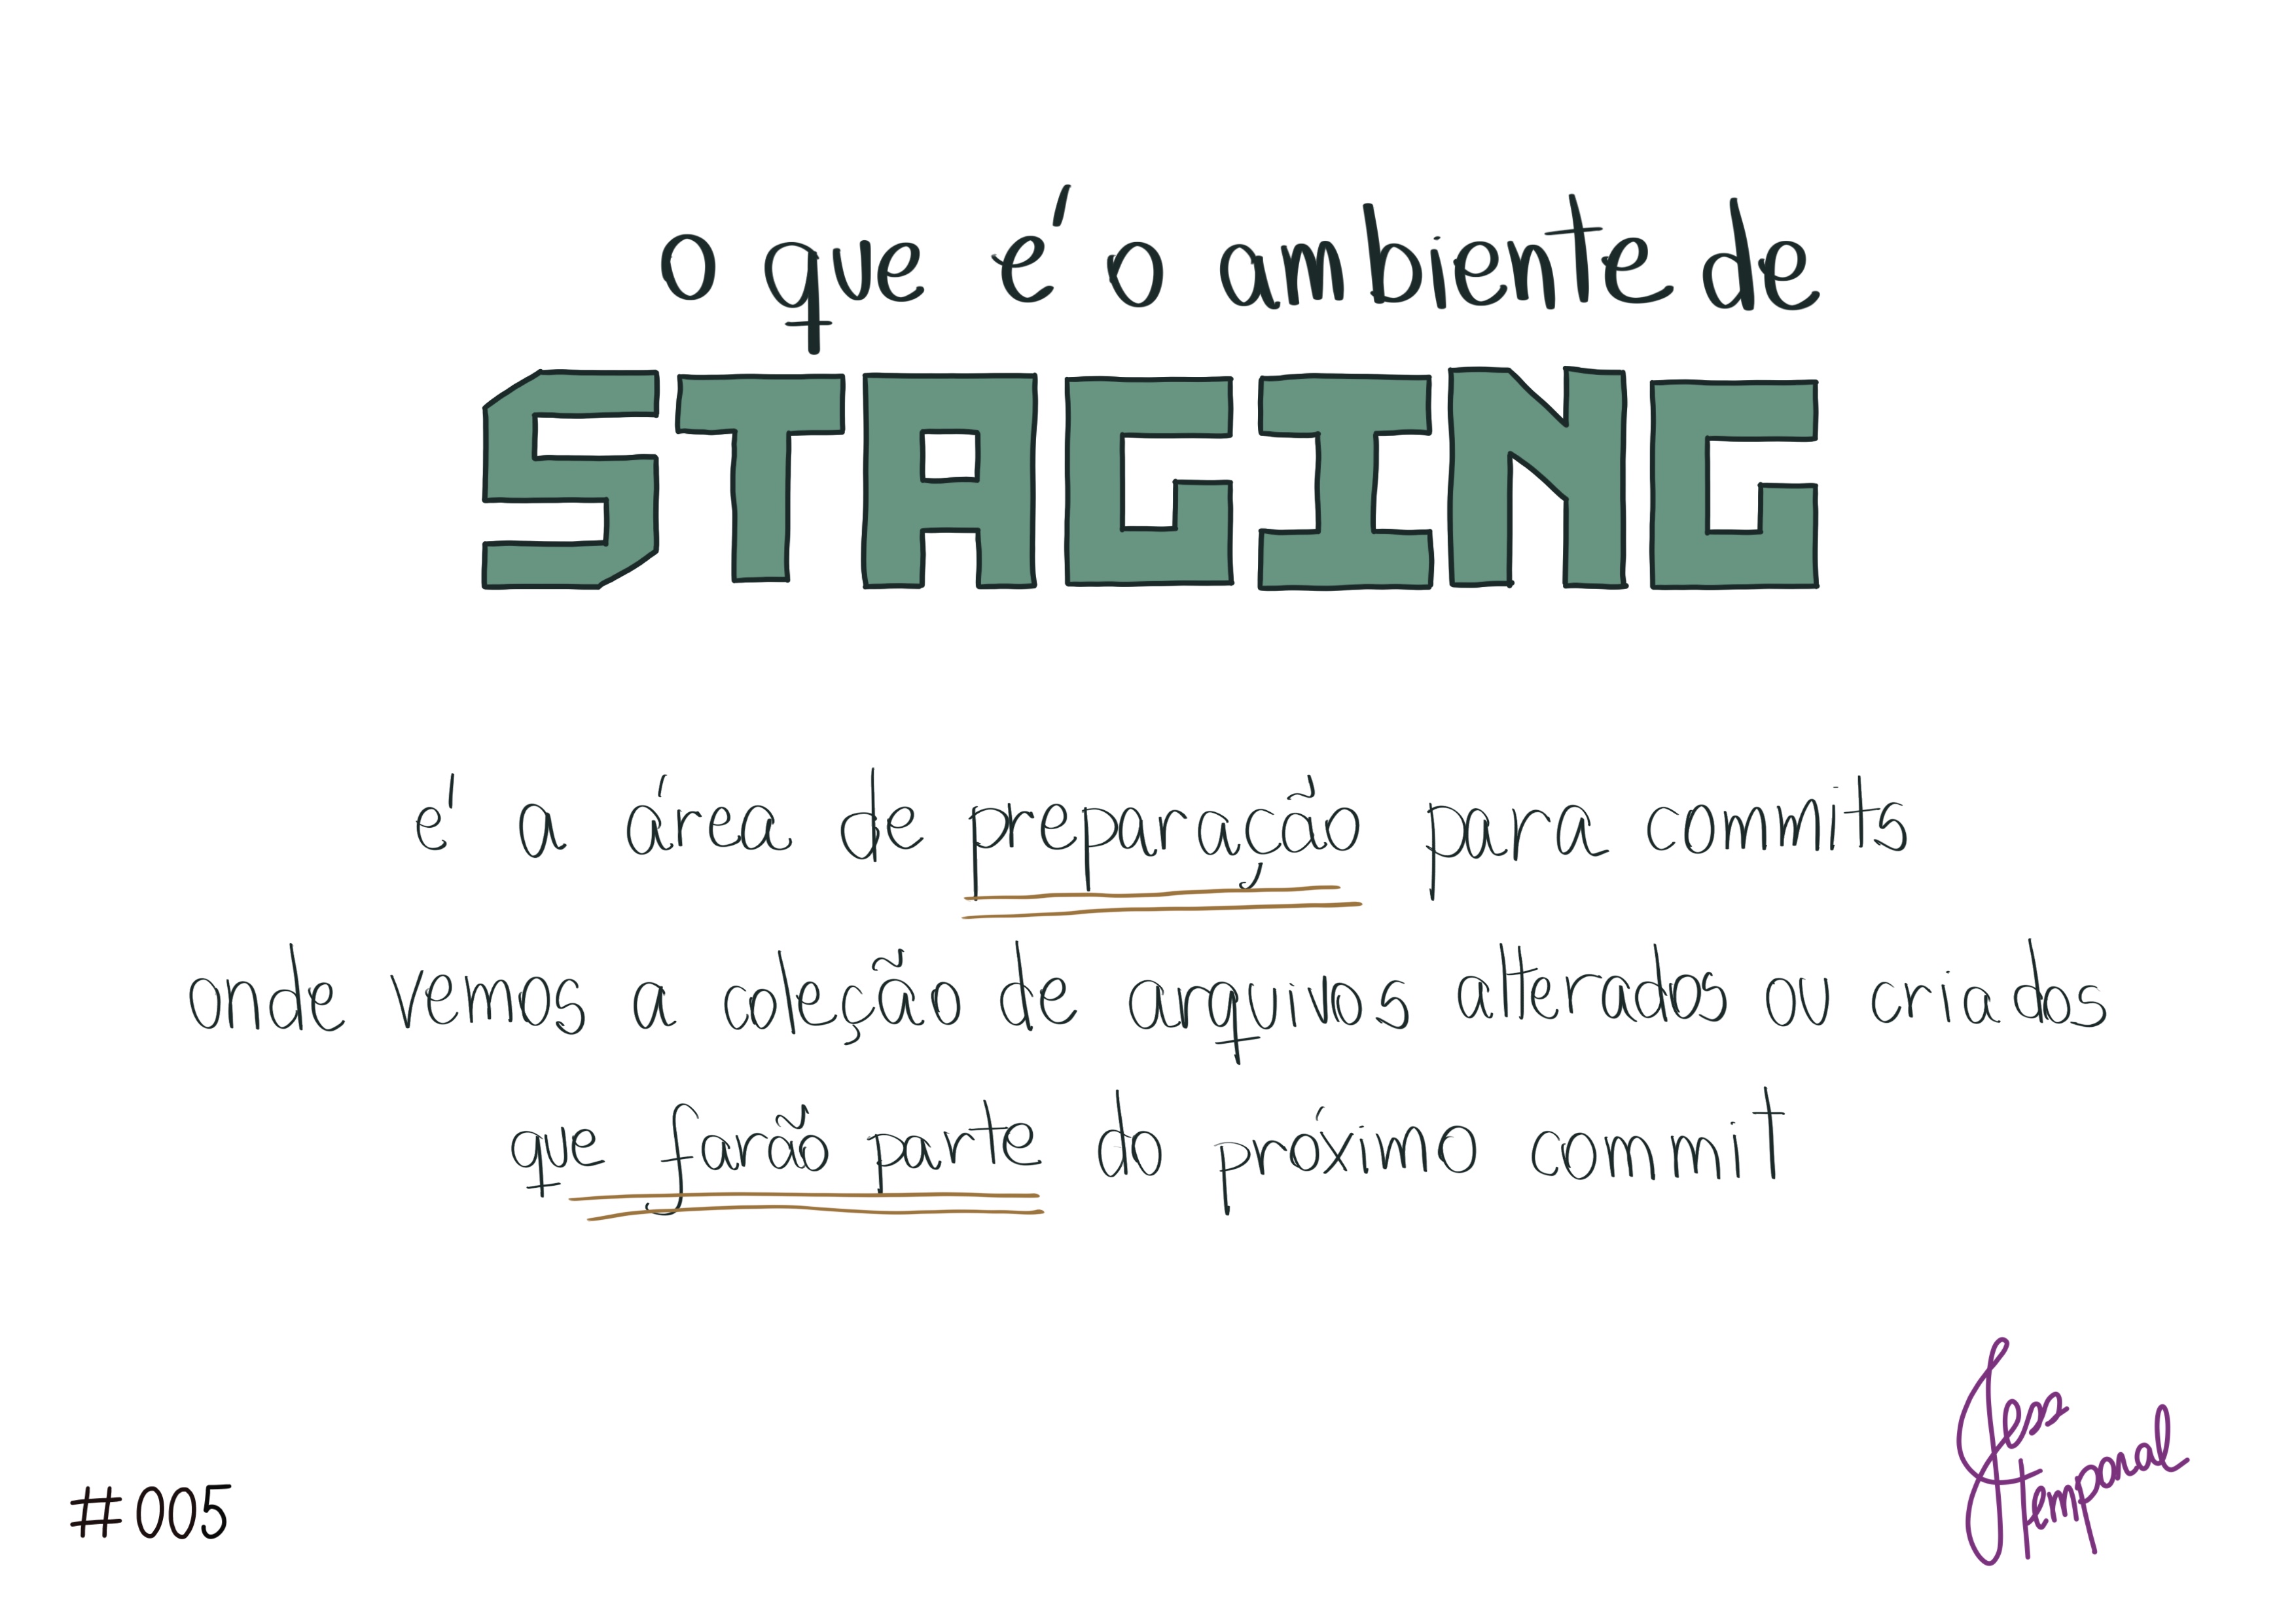 o que é o ambiente de
STAGING
é a área de preparação para commits
onde vemos a coleção de arquivos alterados ou criados
que farão parte do próximo commit
#005
Jess
temporal